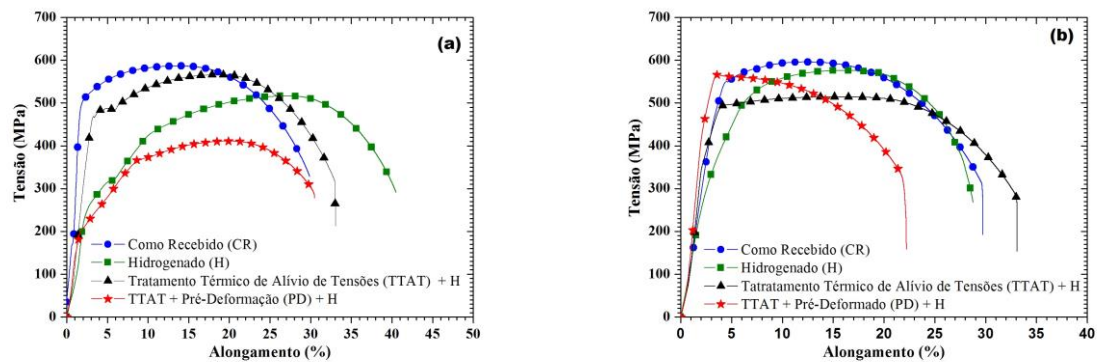 700
600
500
400
300
200
100
0
Tensão (MPa)
(a)
Como Recebido (CR)
Hidrogenado (H)
Tratamento Térmico de Alívio de Tensões (TTAT) + H
TTAT + Pré-Deformação (PD) + H
0 5 10 15 20 25 30 35 40 45 50
Alongamento (%)
700
600
500
400
300
200
100
0
Tensão (MPa)
(b)
Como Recebido (CR)
Hidrogenado (H)
Tatratamento Térmico de Alívio de Tensões (TTAT) + H
TTAT + Pré-Deformado (PD) + H
0 5 10 15 20 25 30 35 40
Alongamento (%)